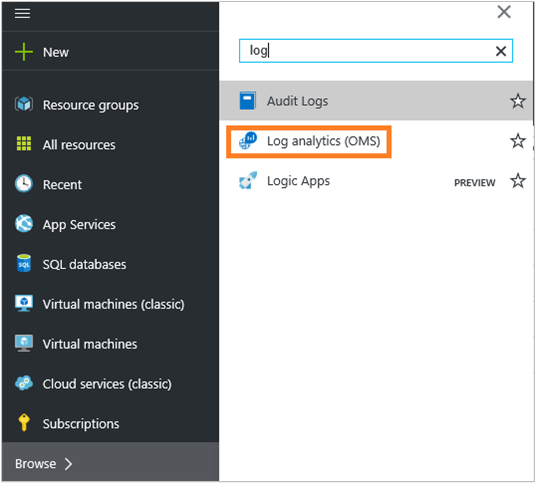 New
Resource groups
All resources
Recent
App Services
SQL
SQL databases
Virtual machines (classic)
Virtual machines
Cloud services (classic)
Subscriptions
Browse
log
Audit Logs
Log analytics (OMS)
Logic Apps PREVIEW